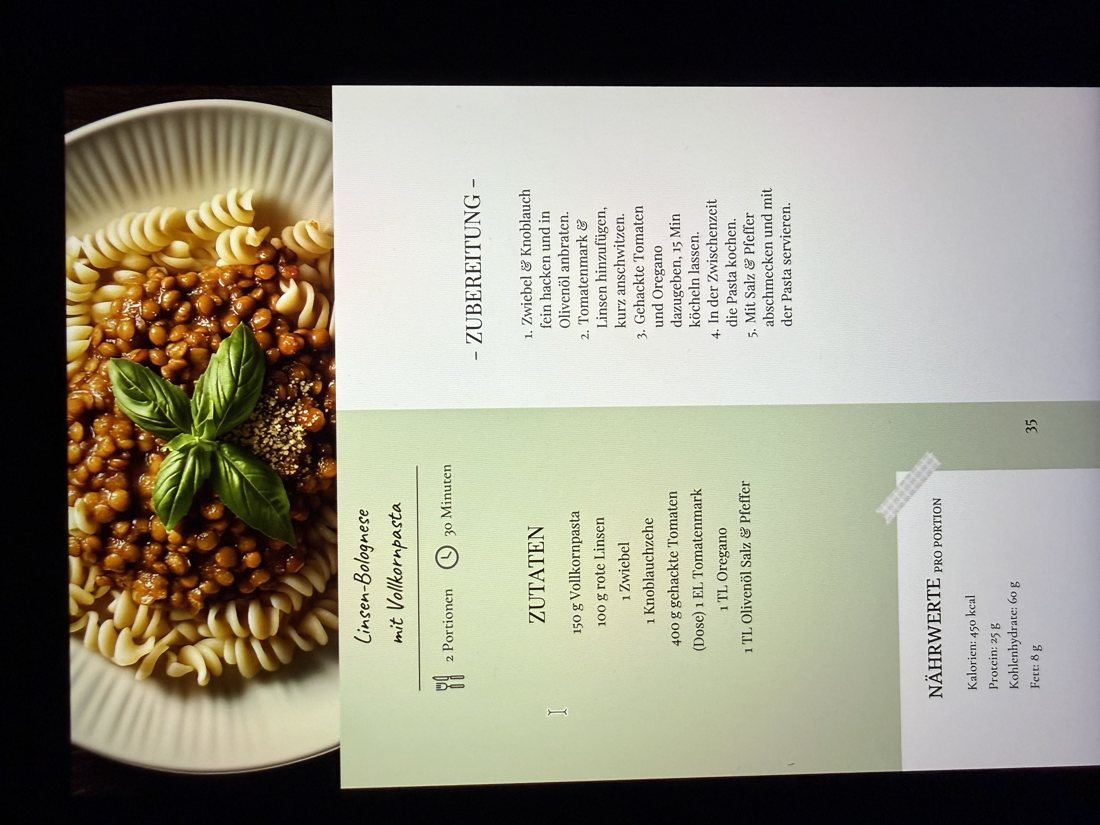 Linsen-Bolognese
mit Vollkornpasta
2 Portionen 30 Minuten
ZUTATEN
150 g Vollkornpasta
100 g rote Linsen
1 Zwiebel
1 Knoblauchzehe
400 g gehackte Tomaten
(Dose) 1 EL Tomatenmark
1 TL Oregano
1 TL Olivenöl Salz & Pfeffer
NÄHRWERTE PRO PORTION
Kalorien: 450 kcal
Protein: 25 g
Kohlenhydrate: 60 g
Fett: 8 g
- ZUBEREITUNG -
1. Zwiebel & Knoblauch
fein hacken und in
Olivenöl anbraten.
2. Tomatenmark &
Linsen hinzufügen,
kurz anschwitzen.
3. Gehackte Tomaten
und Oregano
dazugeben, 15 Min
köcheln lassen.
4. In der Zwischenzeit
die Pasta kochen.
5. Mit Salz & Pfeffer
abschmecken und mit
der Pasta servieren.
35